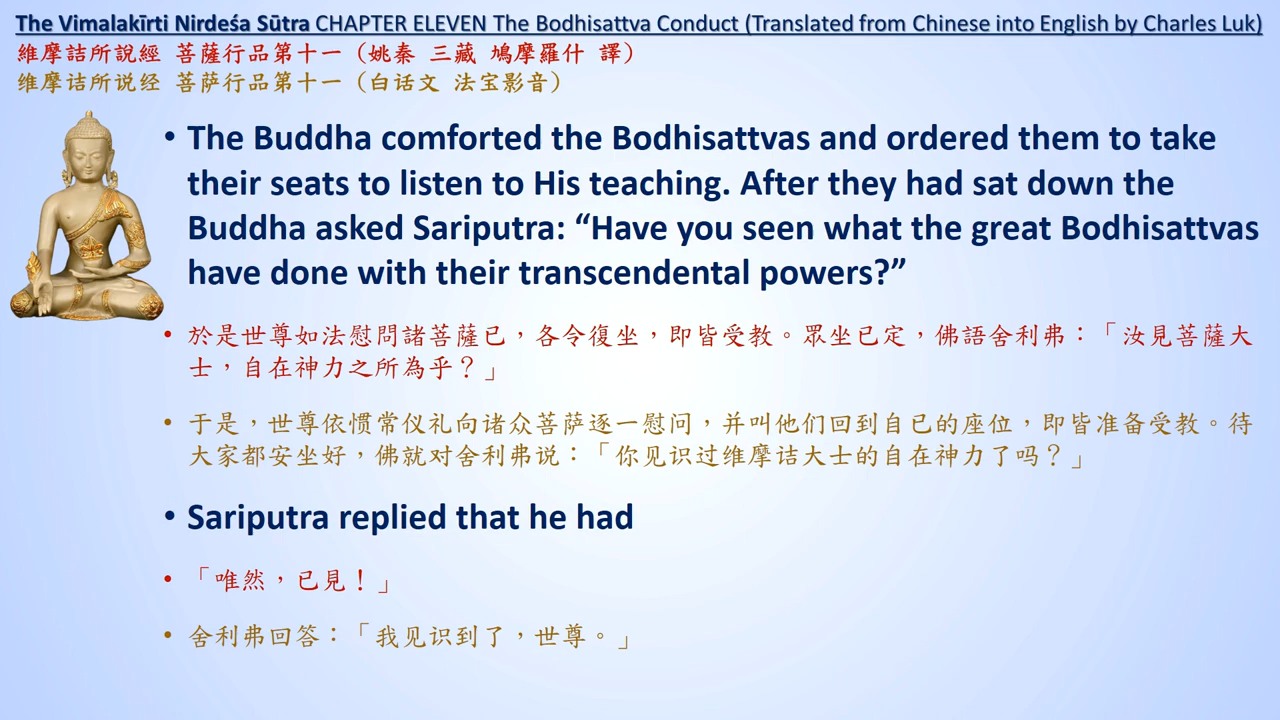 The Vimalakīrti Nirdeśa Sūtra CHAPTER ELEVEN The Bodhisattva Conduct (Translated from Chinese into English by Charles Luk)
維摩詰所說經 菩薩行品第十一（姚秦 三藏 鳩摩羅什 譯）
维摩诘所说经 菩萨行品第十一（白话文 法宝影音）
• The Buddha comforted the Bodhisattvas and ordered them to take
their seats to listen to His teaching. After they had sat down the
Buddha asked Sariputra: “Have you seen what the great Bodhisattvas
have done with their transcendental powers?”
• 於是世尊如法慰問諸菩薩已，各令復坐，即皆受教。眾坐已定，佛語舍利弗：「汝見菩薩大
士，自在神力之所為乎？」
• 于是，世尊依惯常仪礼向诸众菩萨逐一慰问，并叫他们回到自已的座位，即皆准备受教。待
大家都安坐好，佛就对舍利弗说：「你见识过维摩诘大士的自在神力了吗？」
• Sariputra replied that he had
• 「唯然，已見！」
• 舍利弗回答：「我见识到了，世尊。」